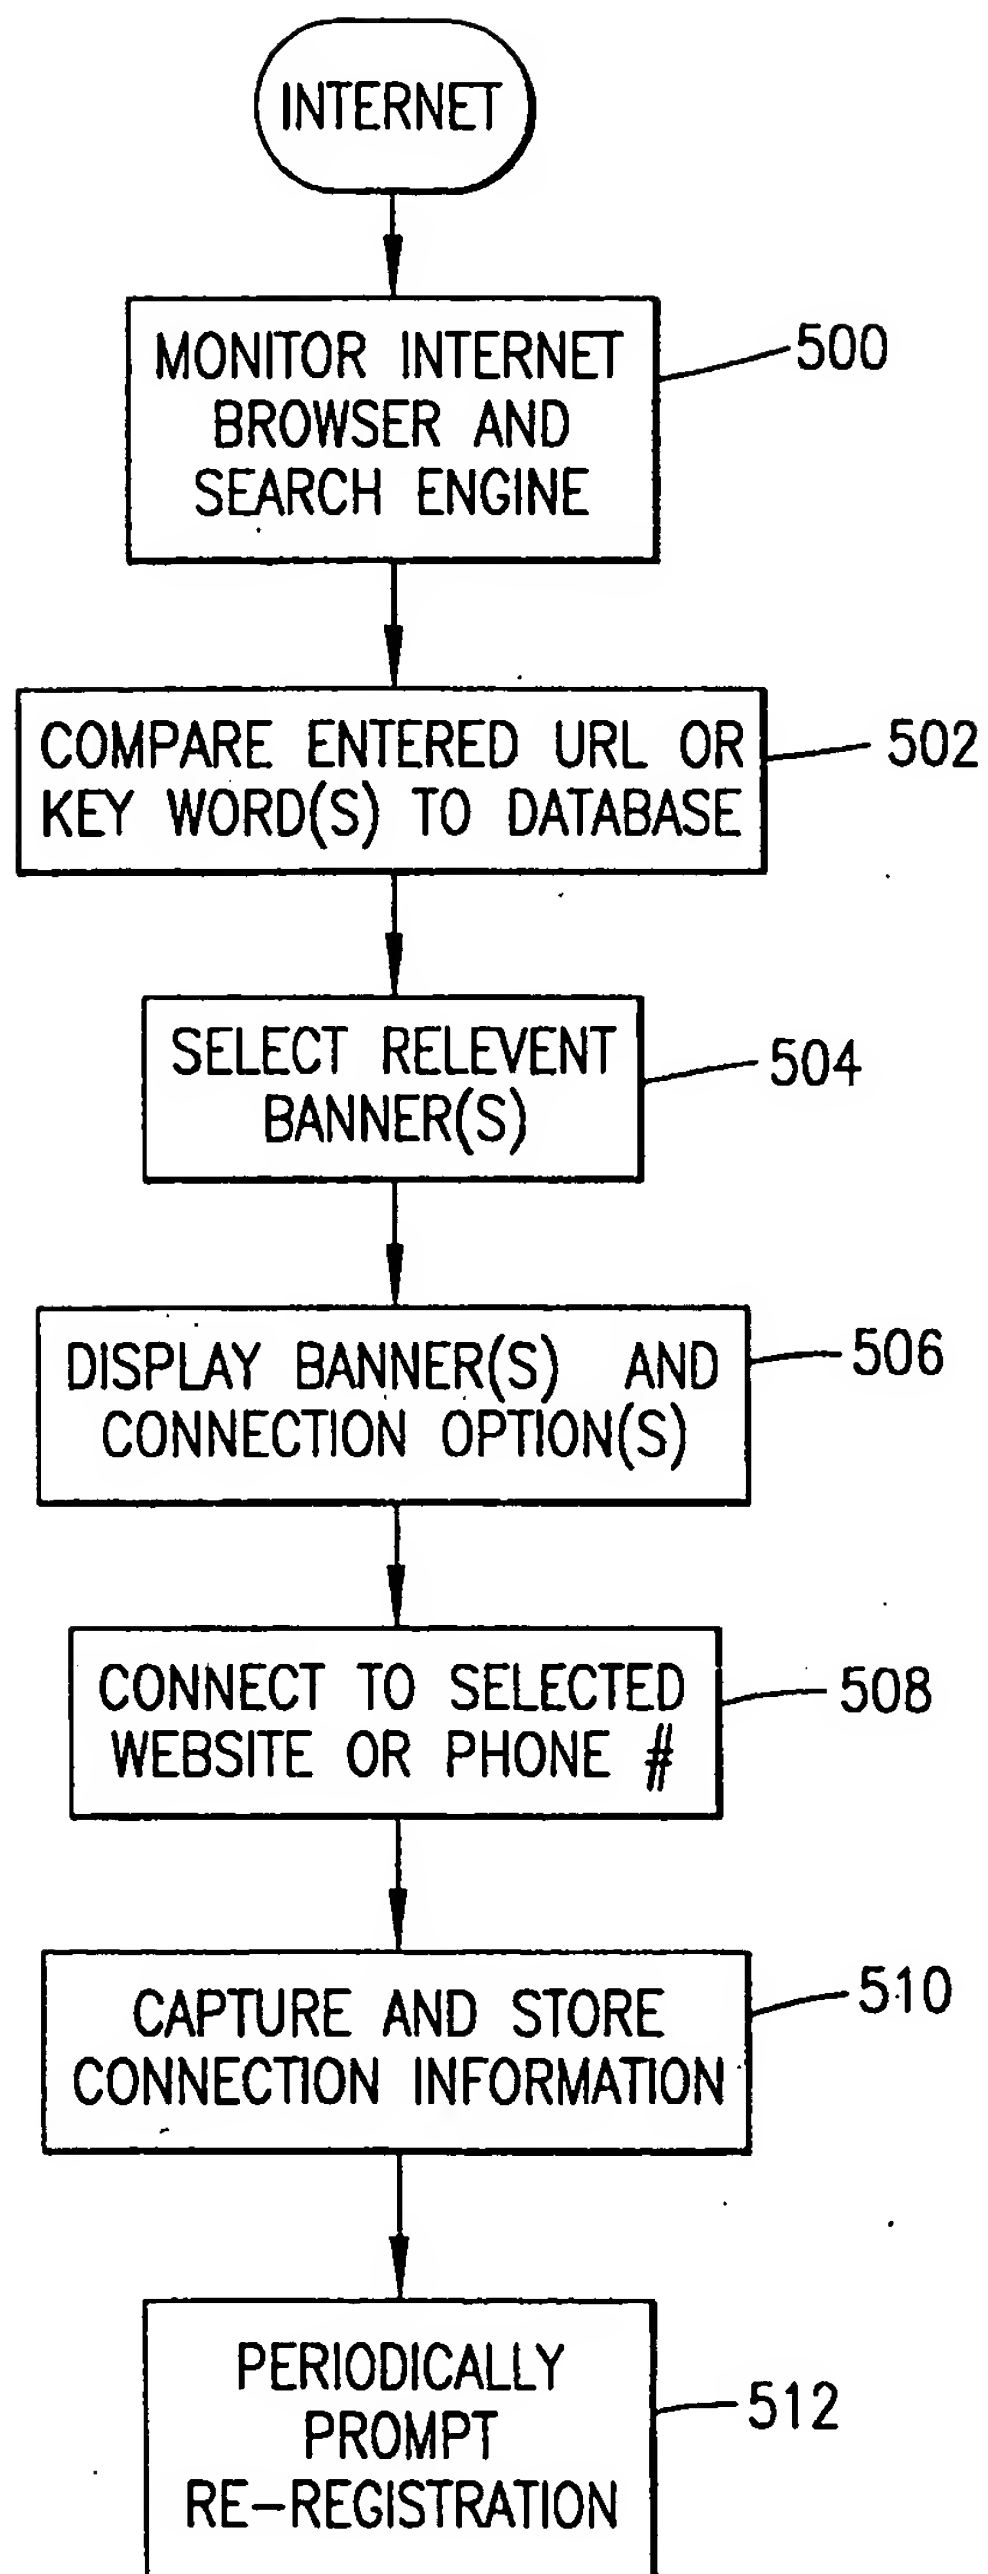 INTERNET
MONITOR INTERNET
BROWSER AND
SEARCH ENGINE
500
COMPARE ENTERED URL OR
KEY WORD(S) TO DATABASE
502
SELECT RELEVENT
BANNER(S)
504
DISPLAY BANNER(S) AND
CONNECTION OPTION(S)
506
CONNECT TO SELECTED
WEBSITE OR PHONE #
508
CAPTURE AND STORE
CONNECTION INFORMATION
510
PERIODICALLY
PROMPT
RE-REGISTRATION
512